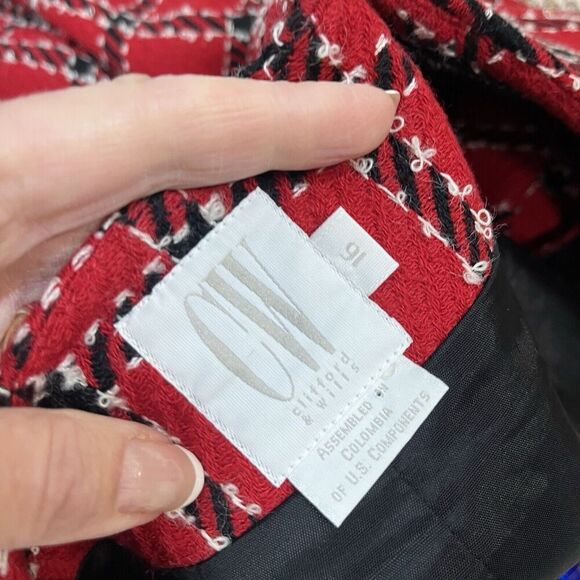 CW
clifford
& wills
16
ASSEMBLED IN
COLOMBIA
OF U.S. COMPONENTS